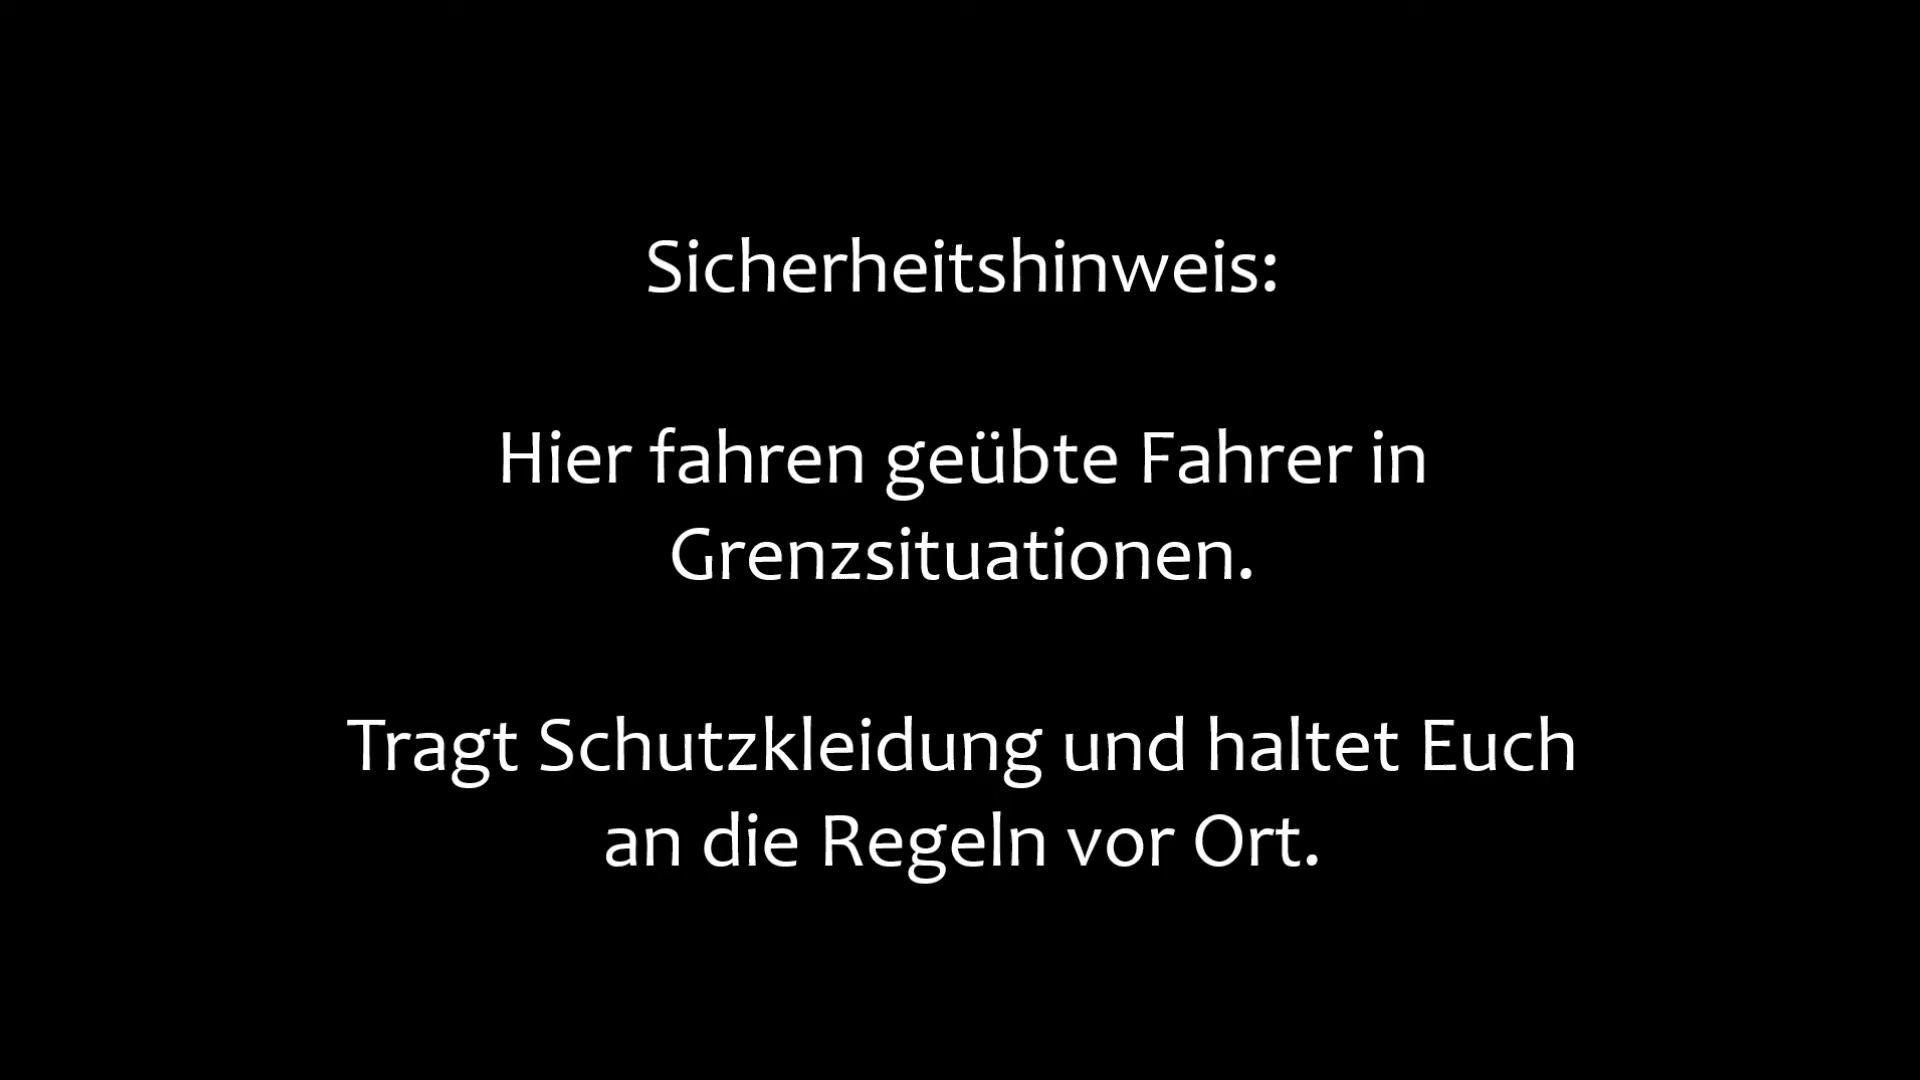 Sicherheitshinweis:
Hier fahren geübte Fahrer in
Grenzsituationen.
Tragt Schutzkleidung und haltet Euch
an die Regeln vor Ort.